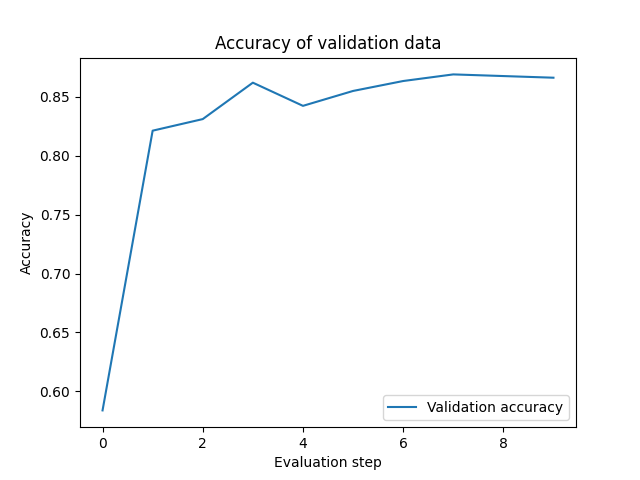 Accuracy of validation data
Accuracy
0.85
0.80
0.75
0.70
0.65
0.60
Validation accuracy
0 2 4 6 8
Evaluation step